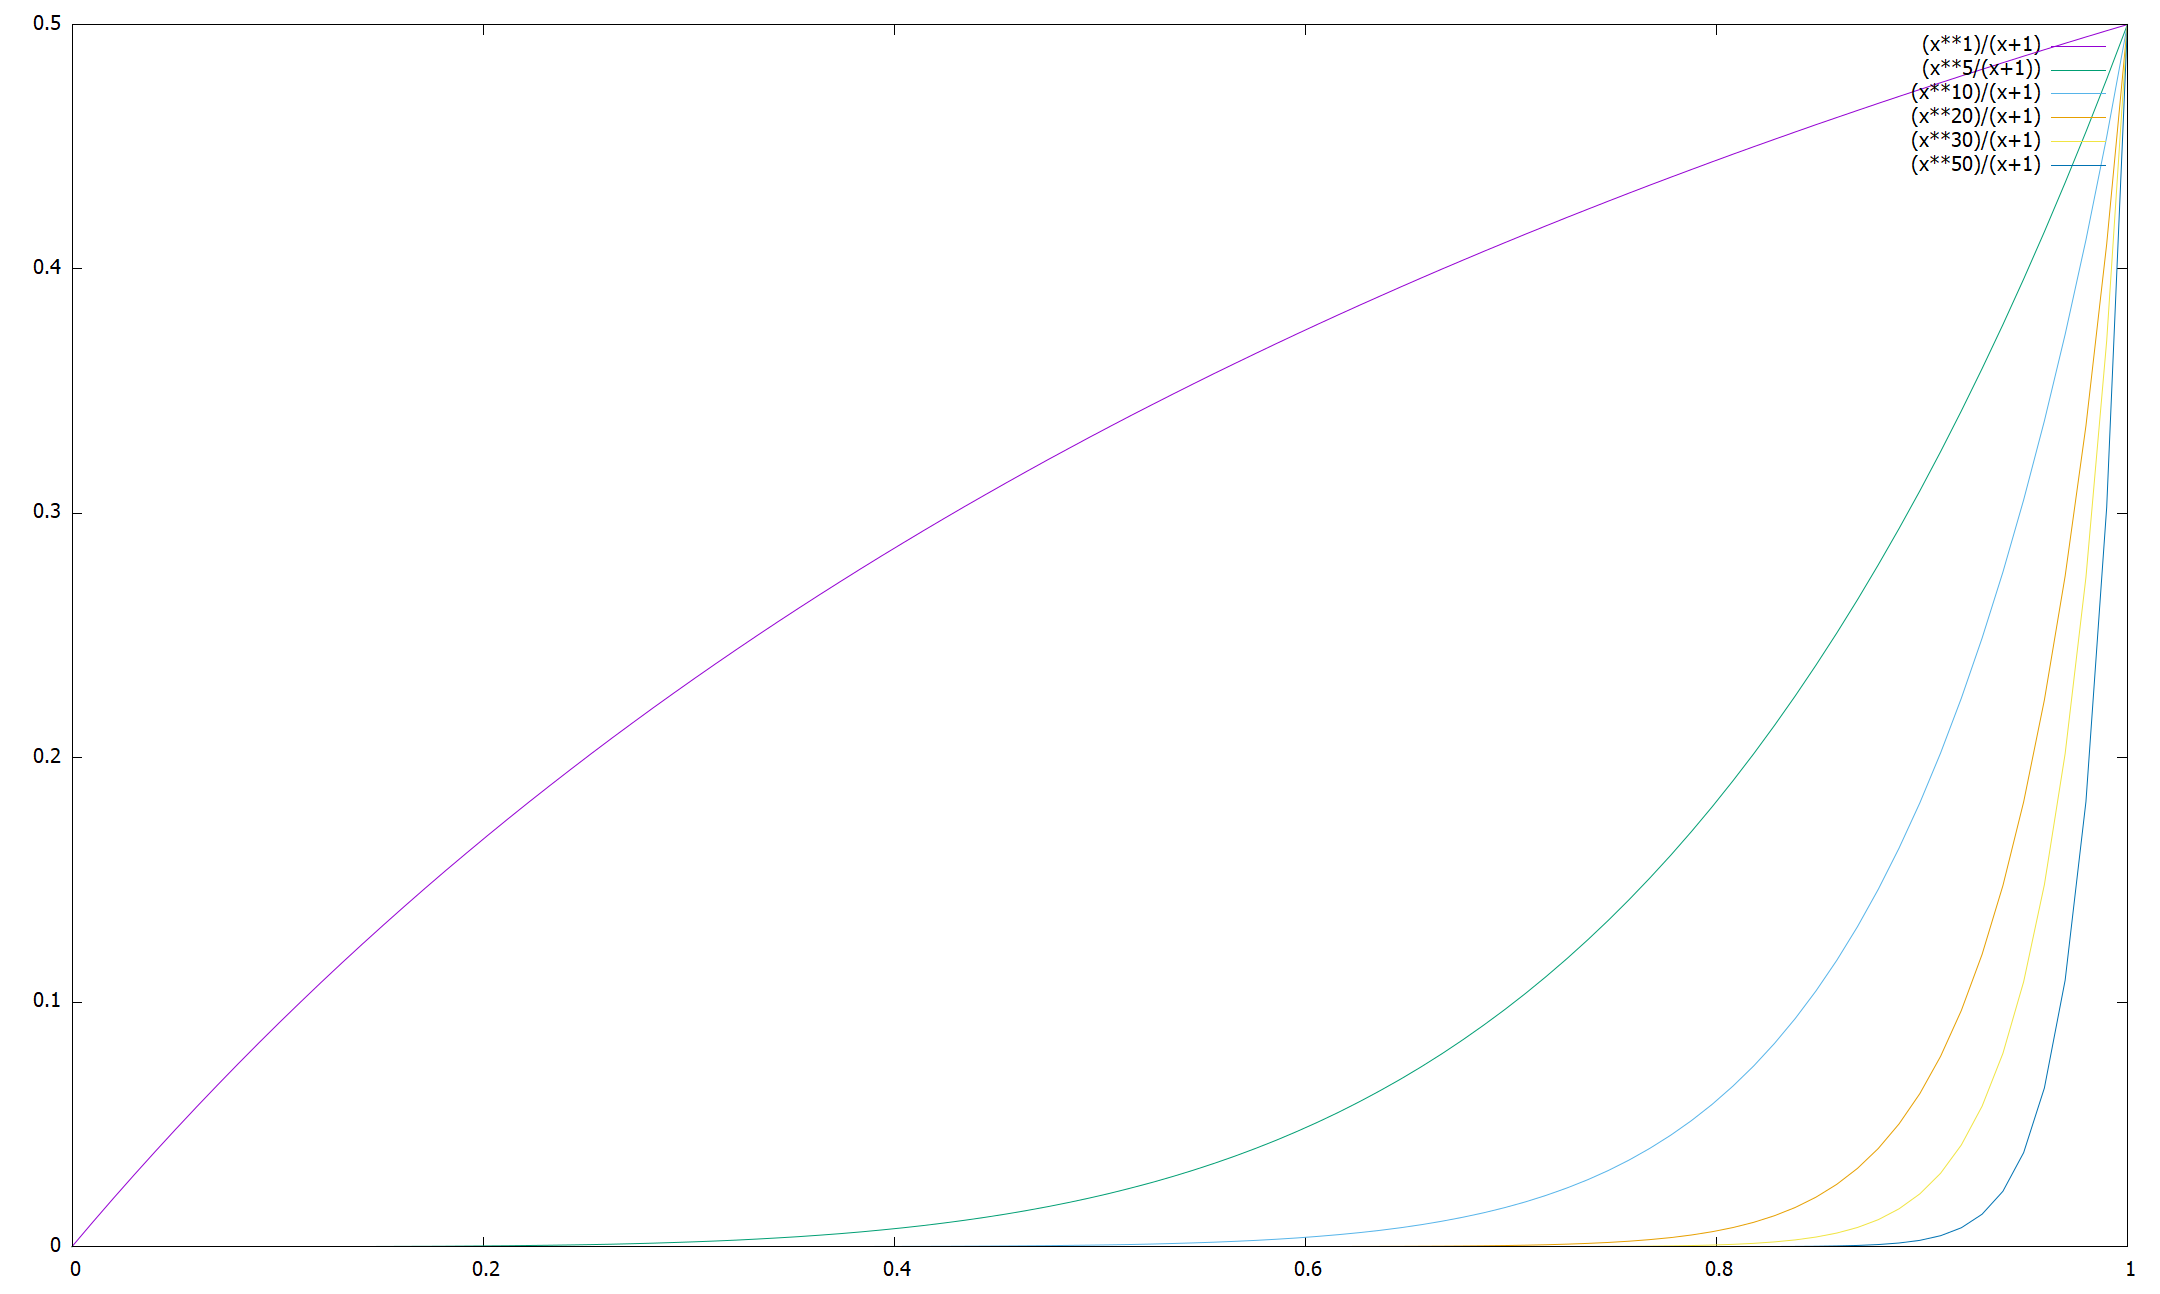 0.5
0.4
0.3
0.2
0.1
0
0 0.2 0.4 0.6 0.8 1
(x**1)/(x+1)
(x**5/(x+1))
(x**10)/(x+1)
(x**20)/(x+1)
(x**30)/(x+1)
(x**50)/(x+1)